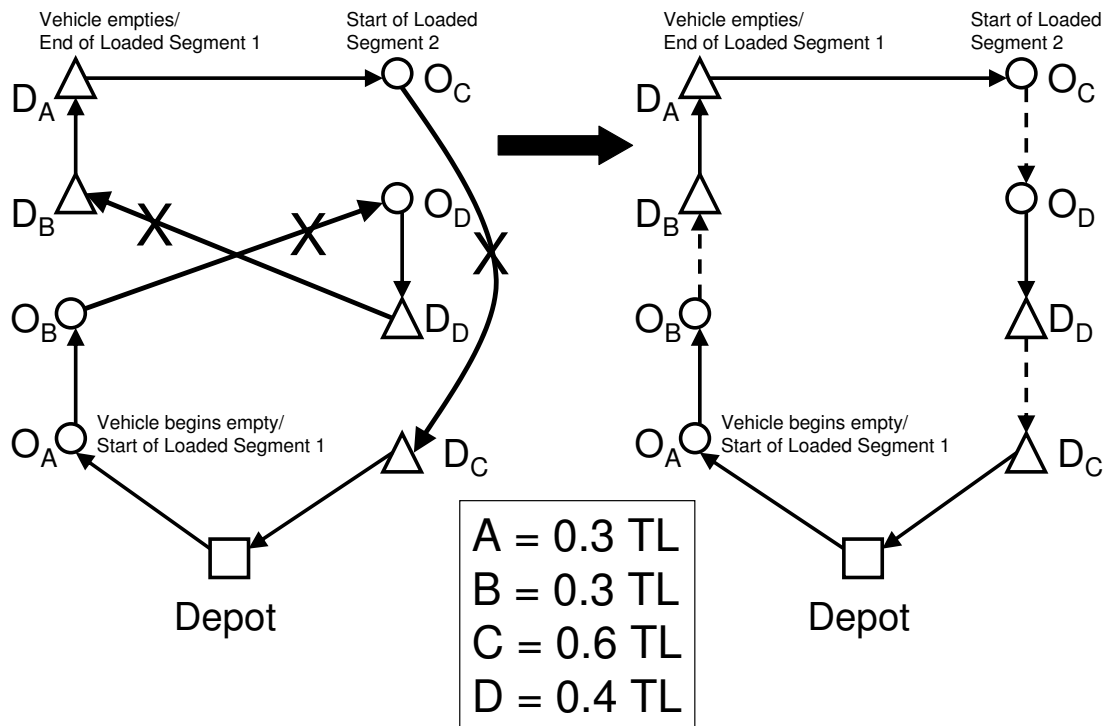 Vehicle empties/
End of Loaded Segment 1
Start of Loaded
Segment 2
D_A
O_C
D_B
O_D
O_B
D_D
Vehicle begins empty/
Start of Loaded Segment 1
O_A
D_C
Depot
X
X
X
Vehicle empties/
End of Loaded Segment 1
Start of Loaded
Segment 2
D_A
O_C
D_B
O_D
O_B
D_D
Vehicle begins empty/
Start of Loaded Segment 1
O_A
D_C
Depot
A = 0.3 TL
B = 0.3 TL
C = 0.6 TL
D = 0.4 TL